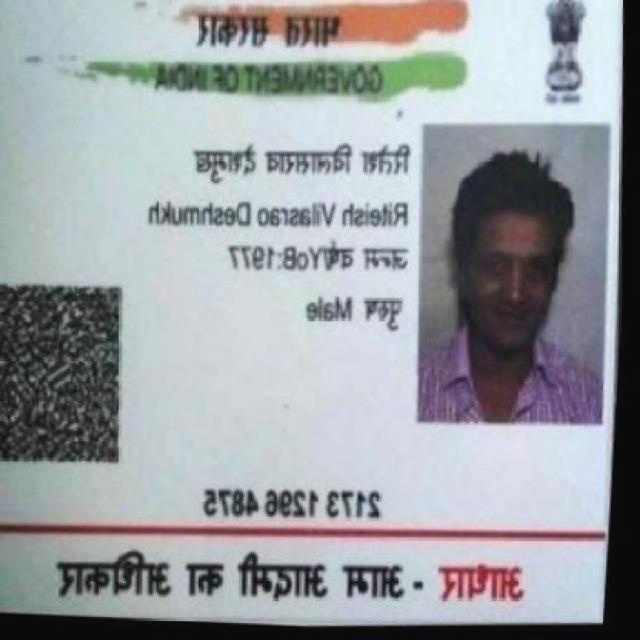 भारत सरकार
GOVERNMENT OF INDIA
रितेश विलासराव देशमुख
Riteish Vilasrao Deshmukh
जन्म वर्ष/YoB:1977
पुरुष Male
2173 1296 4875
आधार - आम आदमी का अधिकार